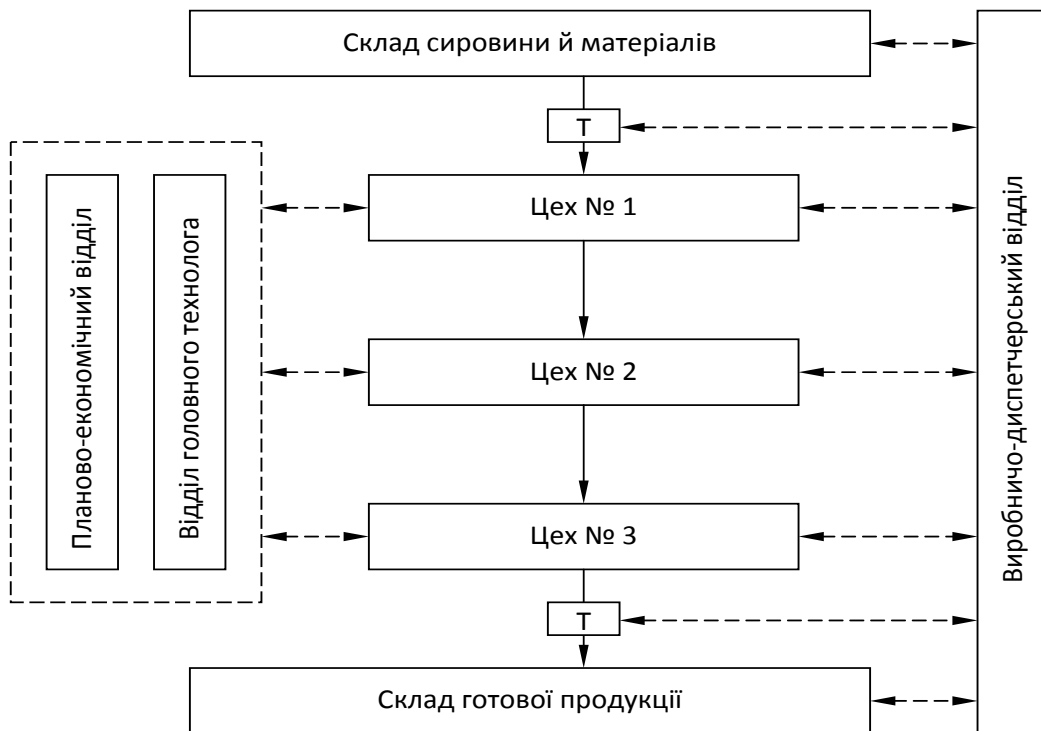 Склад сировини й матеріалів
Т
Цех № 1
Планово-економічний відділ
Відділ головного технолога
Цех № 2
Виробничо-диспетчерський відділ
Цех № 3
Т
Склад готової продукції